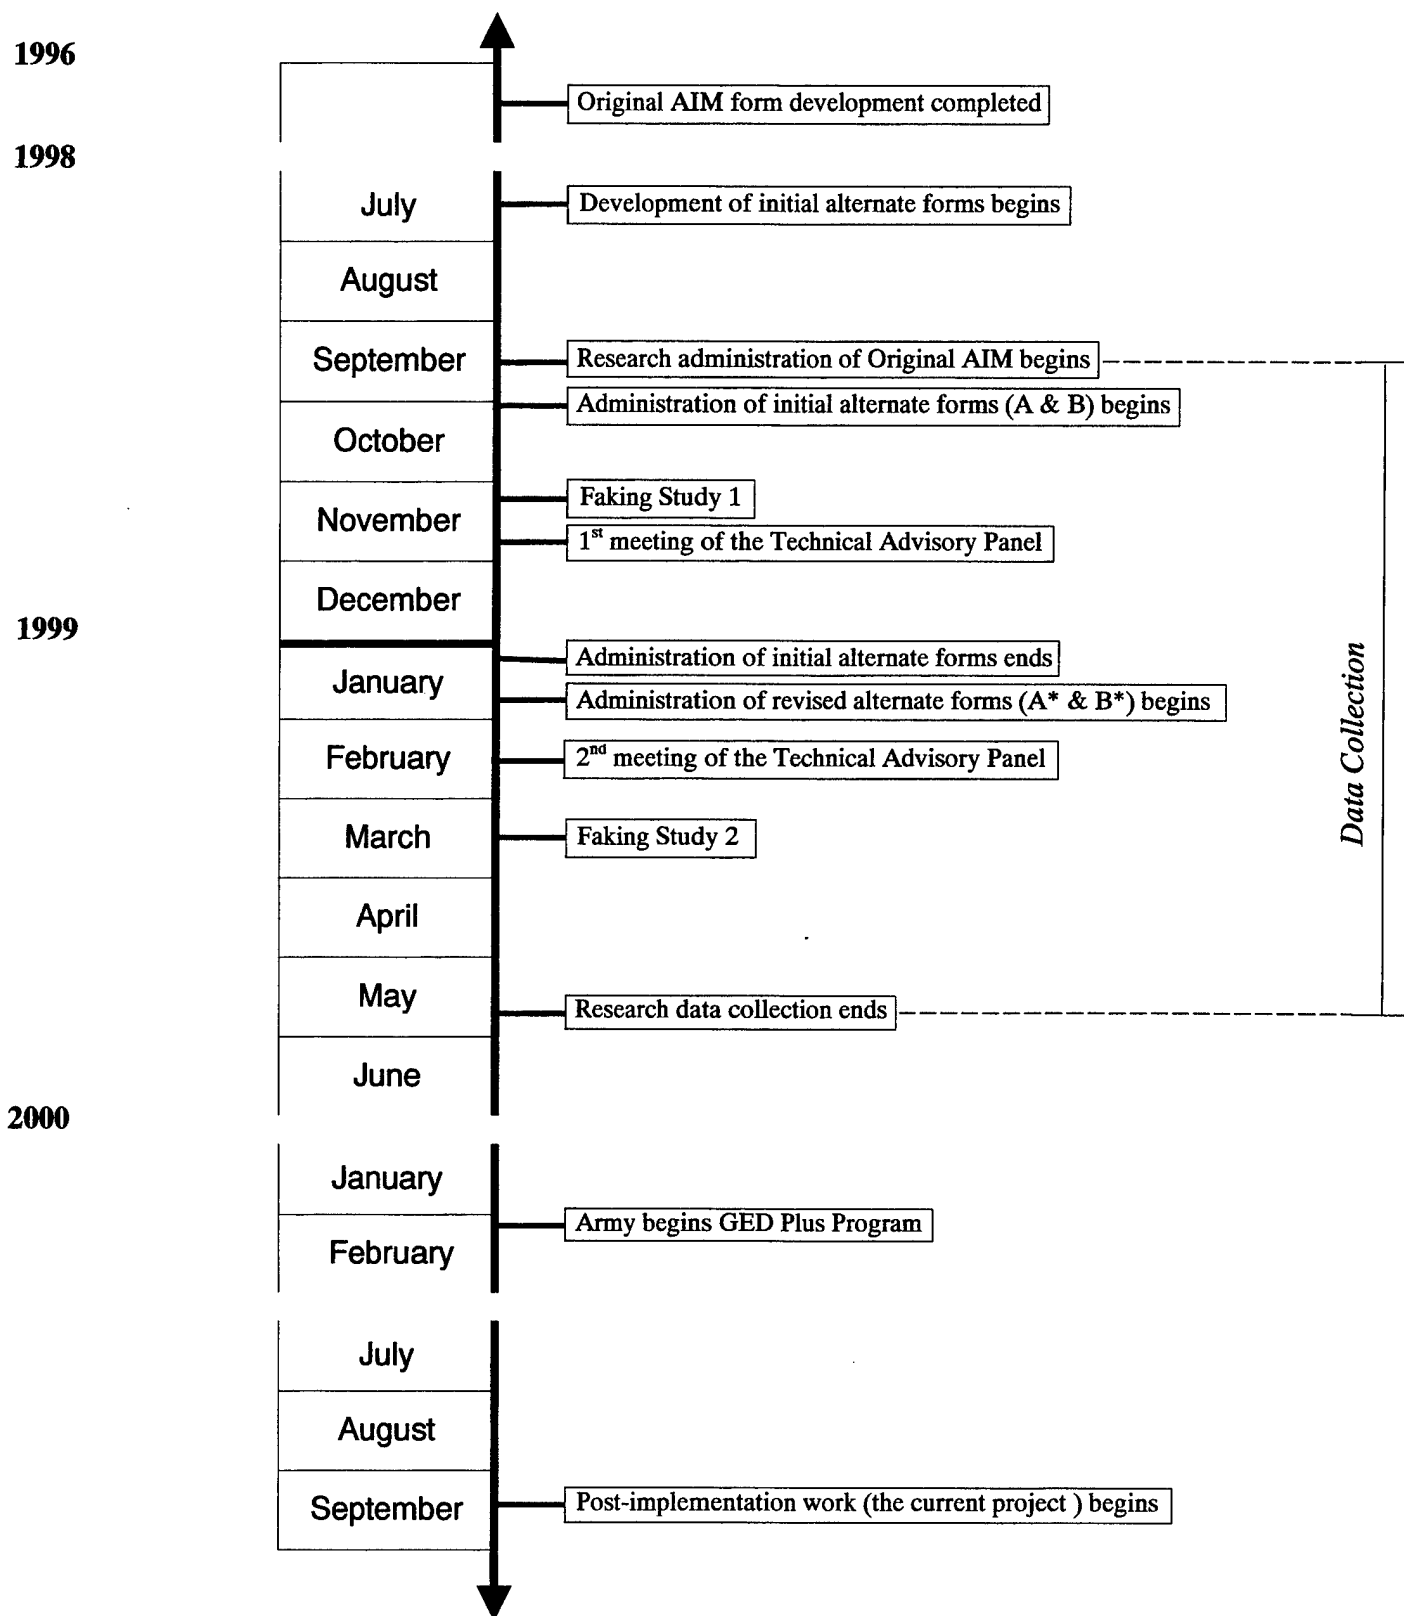 1996
Original AIM form development completed
1998
July
Development of initial alternate forms begins
August
September
Research administration of Original AIM begins
Administration of initial alternate forms (A & B) begins
October
Faking Study 1
November
1st meeting of the Technical Advisory Panel
December
1999
Administration of initial alternate forms ends
January
Administration of revised alternate forms (A* & B*) begins
February
2nd meeting of the Technical Advisory Panel
March
Faking Study 2
April
May
Research data collection ends
Data Collection
June
2000
January
Army begins GED Plus Program
February
July
August
September
Post-implementation work (the current project ) begins